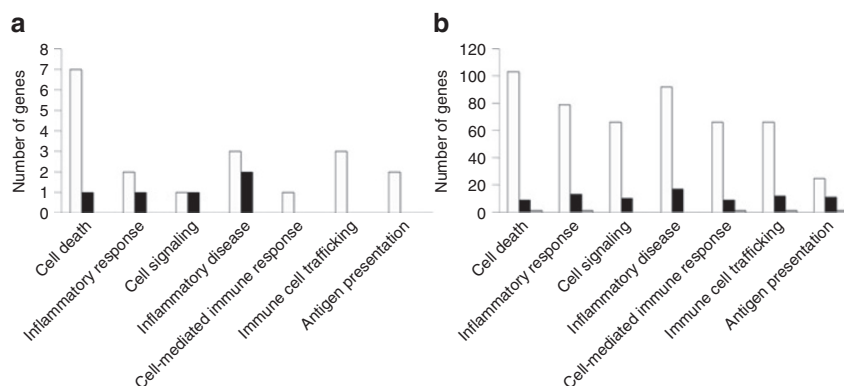 a
Number of genes
8
7
6
5
4
3
2
1
0
Cell death
Inflammatory response
Cell signaling
Inflammatory disease
Cell-mediated immune response
Immune cell trafficking
Antigen presentation
b
Number of genes
120
100
80
60
40
20
0
Cell death
Inflammatory response
Cell signaling
Inflammatory disease
Cell-mediated immune response
Immune cell trafficking
Antigen presentation